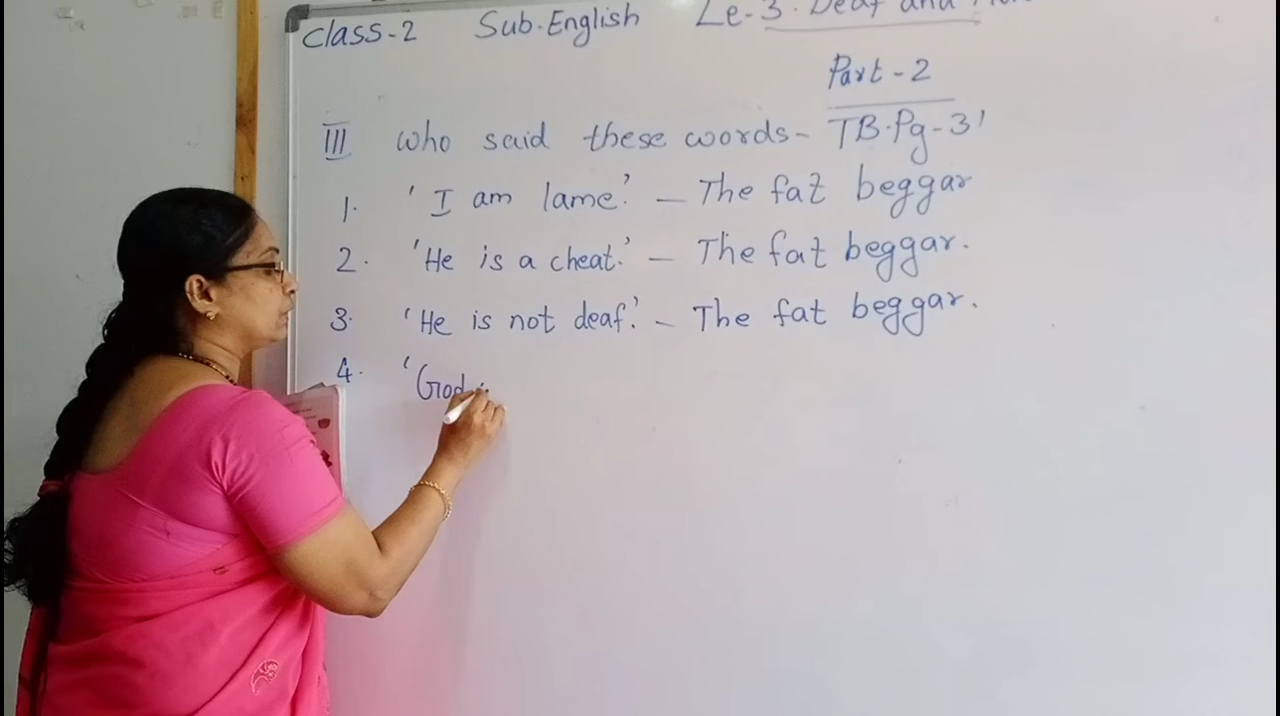 Class-2 Sub.English Le-3. Deaf and
Part-2
III who said these words- TB.Pg-31
1. 'I am lame.' - The fat beggar
2. 'He is a cheat.' - The fat beggar.
3. 'He is not deaf.' - The fat beggar.
4. 'God